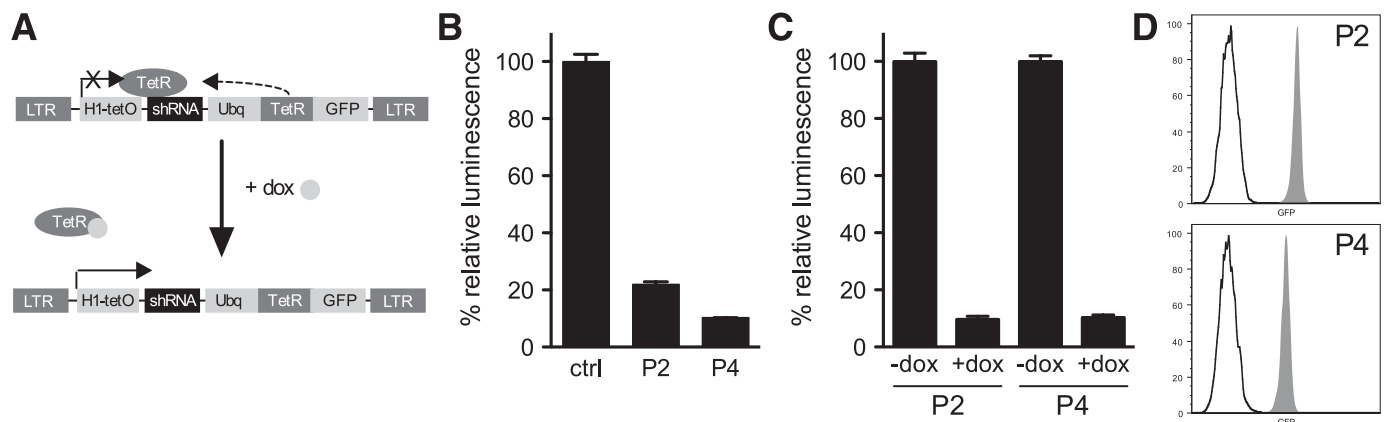 A
TetR
LTR H1-tetO shRNA Ubq TetR GFP LTR
+ dox
TetR
LTR H1-tetO shRNA Ubq TetR GFP LTR
B
% relative luminescence
100
80
60
40
20
0
ctrl P2 P4
C
% relative luminescence
100
80
60
40
20
0
-dox +dox -dox +dox
P2 P4
D
P2
100
80
60
40
20
0
GFP
P4
100
80
60
40
20
0
GFP